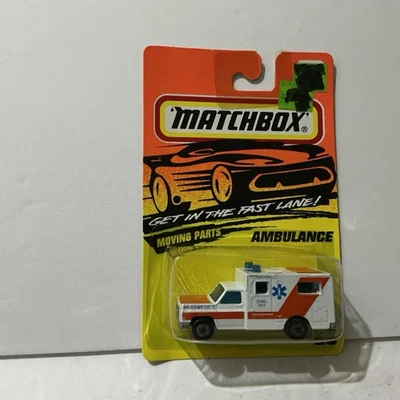 MATCHBOX®
GET IN THE FAST LANE!
MOVING PARTS
AMBULANCE
PARAMEDICS